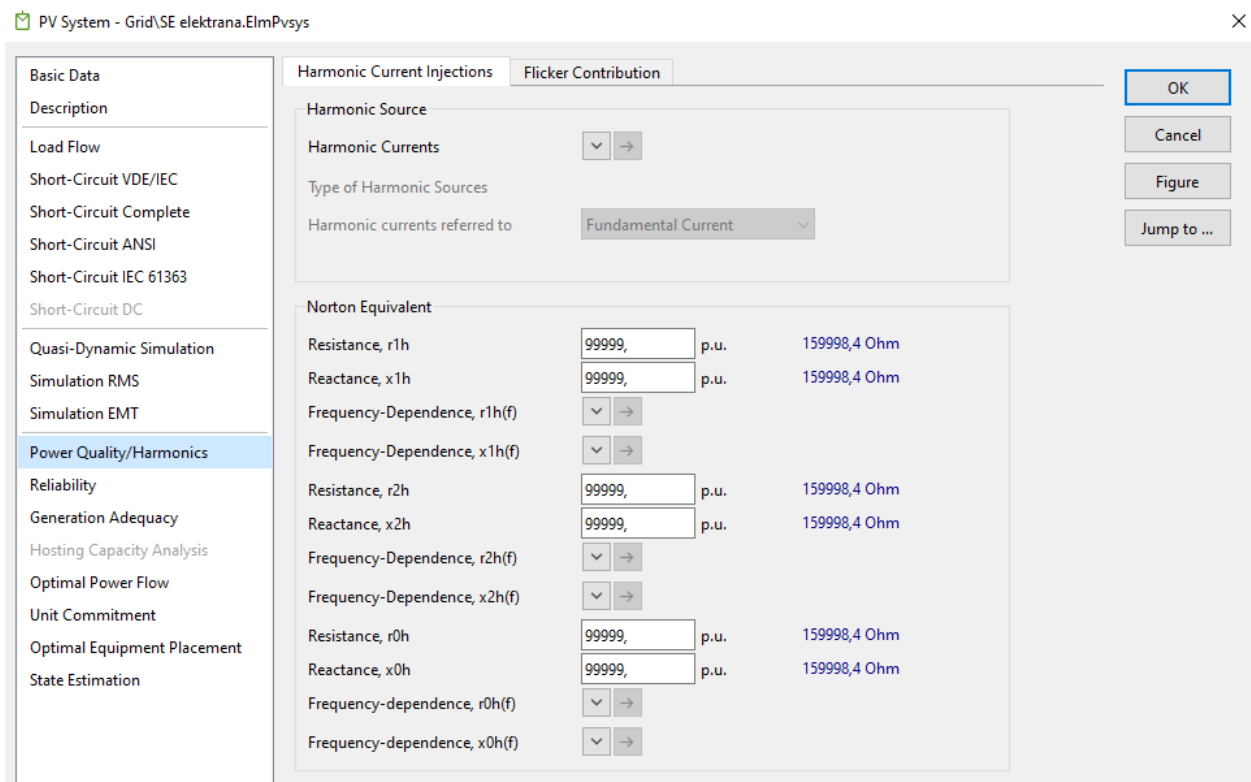 PV System - Grid\SE elektrana.ElmPvsys
Basic Data
Description
Load Flow
Short-Circuit VDE/IEC
Short-Circuit Complete
Short-Circuit ANSI
Short-Circuit IEC 61363
Short-Circuit DC
Quasi-Dynamic Simulation
Simulation RMS
Simulation EMT
Power Quality/Harmonics
Reliability
Generation Adequacy
Hosting Capacity Analysis
Optimal Power Flow
Unit Commitment
Optimal Equipment Placement
State Estimation
Harmonic Current Injections Flicker Contribution
Harmonic Source
Harmonic Currents
Type of Harmonic Sources
Harmonic currents referred to Fundamental Current
Norton Equivalent
Resistance, r1h 99999, p.u. 159998,4 Ohm
Reactance, x1h 99999, p.u. 159998,4 Ohm
Frequency-Dependence, r1h(f)
Frequency-Dependence, x1h(f)
Resistance, r2h 99999, p.u. 159998,4 Ohm
Reactance, x2h 99999, p.u. 159998,4 Ohm
Frequency-Dependence, r2h(f)
Frequency-Dependence, x2h(f)
Resistance, r0h 99999, p.u. 159998,4 Ohm
Reactance, x0h 99999, p.u. 159998,4 Ohm
Frequency-dependence, r0h(f)
Frequency-dependence, x0h(f)
OK
Cancel
Figure
Jump to ...